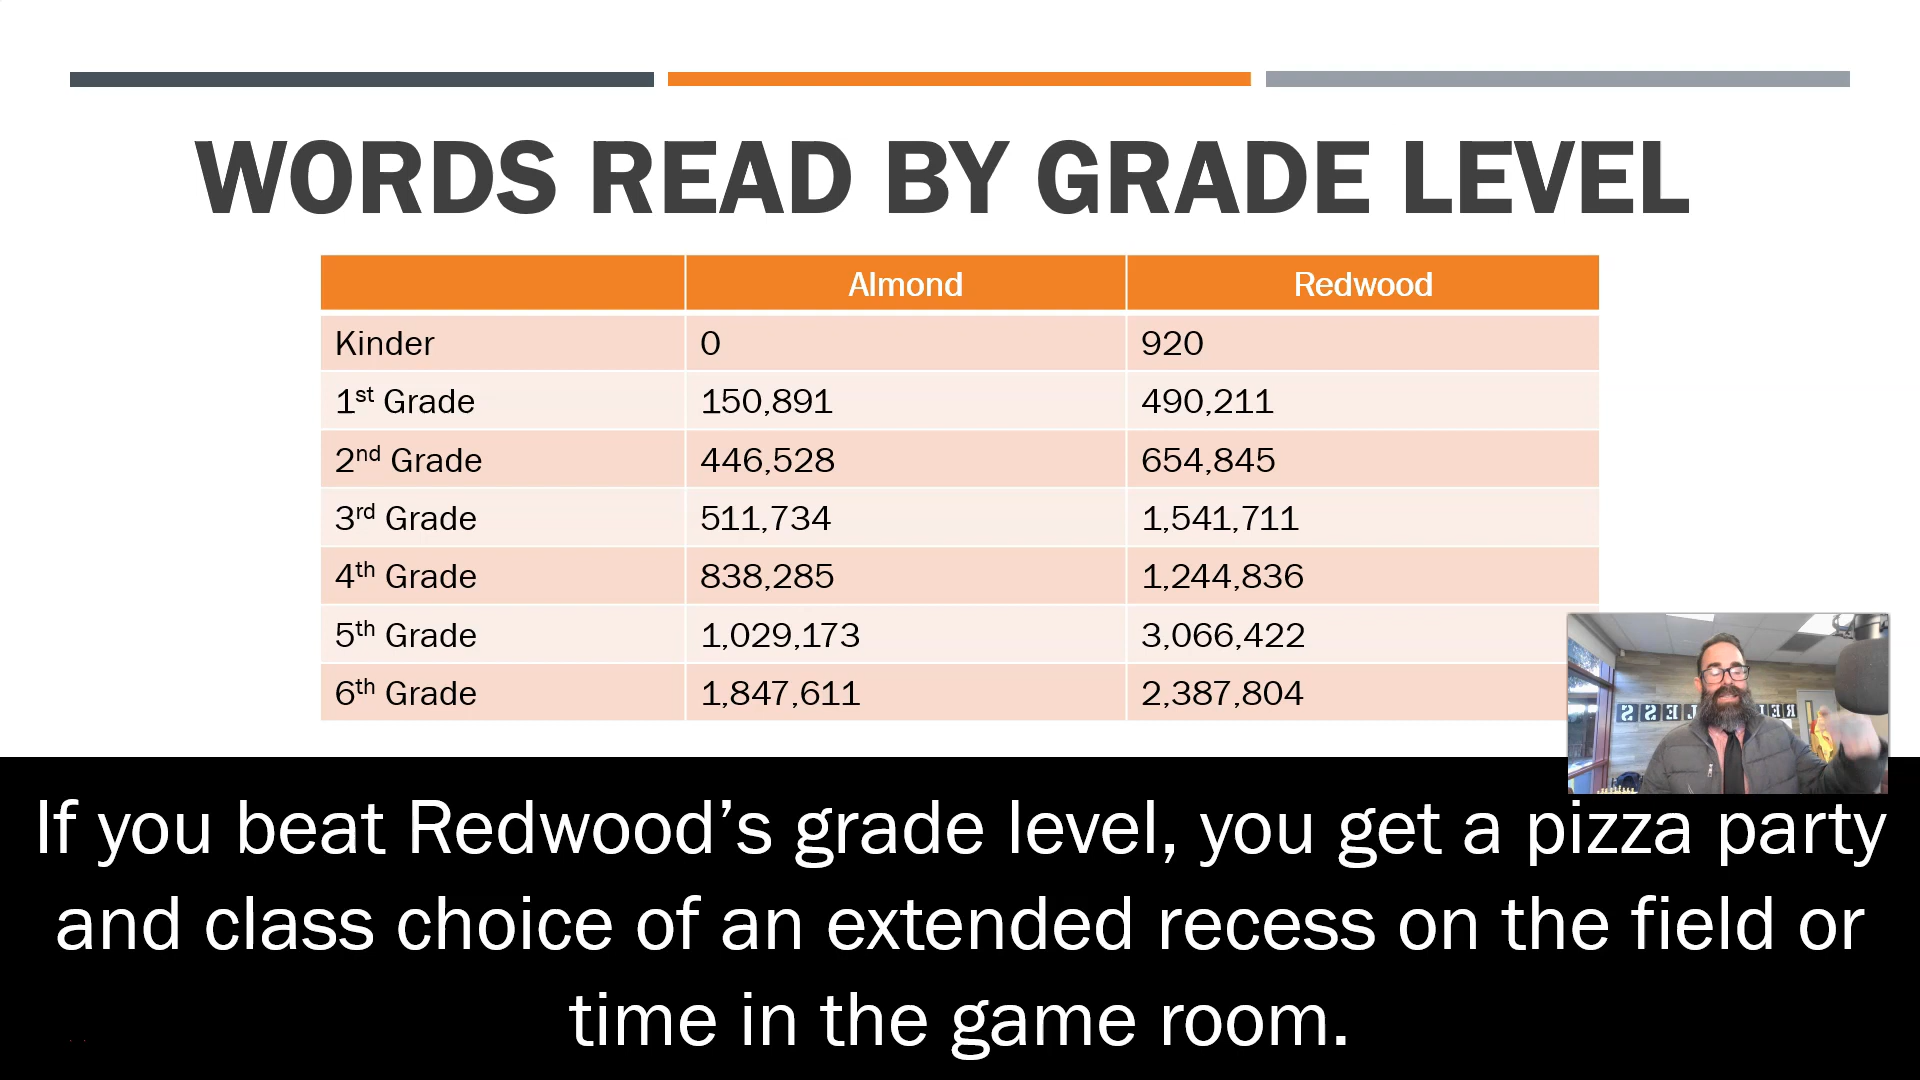 WORDS READ BY GRADE LEVEL
Almond Redwood
Kinder 0 920
1st Grade 150,891 490,211
2nd Grade 446,528 654,845
3rd Grade 511,734 1,541,711
4th Grade 838,285 1,244,836
5th Grade 1,029,173 3,066,422
6th Grade 1,847,611 2,387,804
If you beat Redwood’s grade level, you get a pizza party
and class choice of an extended recess on the field or
time in the game room.